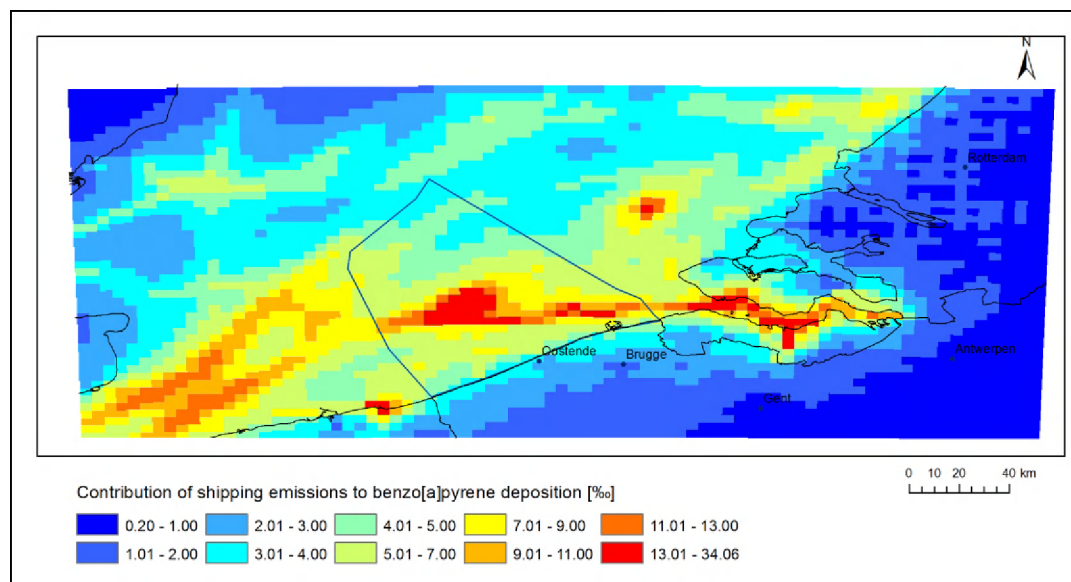 N
Rotterdam
Oostende
Brugge
Antwerpen
Gent
0 10 20 40 km
Contribution of shipping emissions to benzo[a]pyrene deposition [‰]
0.20 - 1.00 2.01 - 3.00 4.01 - 5.00 7.01 - 9.00 11.01 - 13.00
1.01 - 2.00 3.01 - 4.00 5.01 - 7.00 9.01 - 11.00 13.01 - 34.06